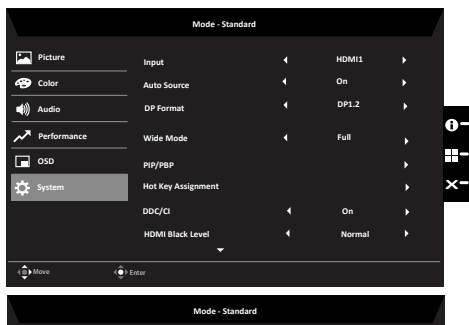 Mode - Standard
Picture
Color
Audio
Performance
OSD
System
Input HDMI1
Auto Source On
DP Format DP1.2
Wide Mode Full
PIP/PBP
Hot Key Assignment
DDC/CI On
HDMI Black Level Normal
Move Enter
Mode - Standard